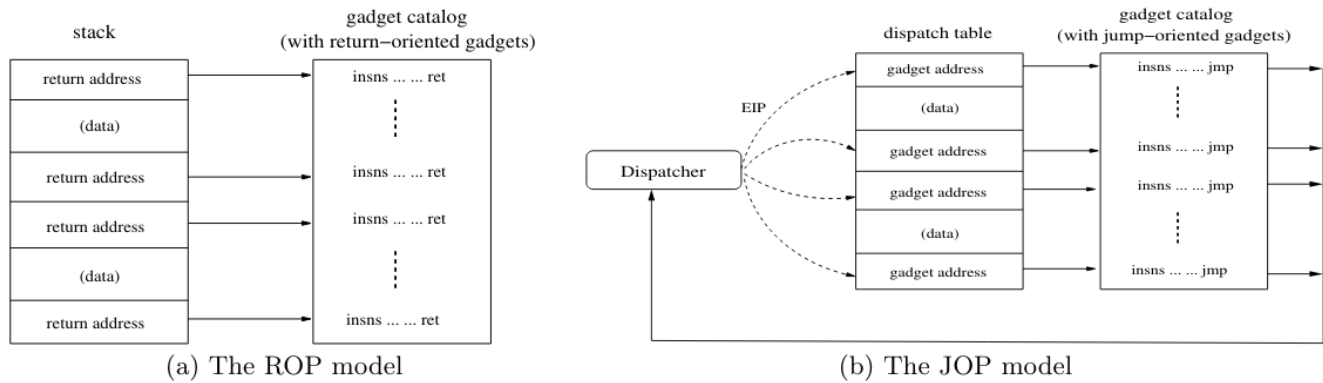 stack
gadget catalog
(with return−oriented gadgets)
return address
insns ... ... ret
(data)
return address
insns ... ... ret
return address
insns ... ... ret
(data)
return address
insns ... ... ret
(a) The ROP model
dispatch table
gadget catalog
(with jump−oriented gadgets)
gadget address
insns ... ... jmp
EIP
(data)
gadget address
insns ... ... jmp
Dispatcher
gadget address
insns ... ... jmp
(data)
gadget address
insns ... ... jmp
(b) The JOP model